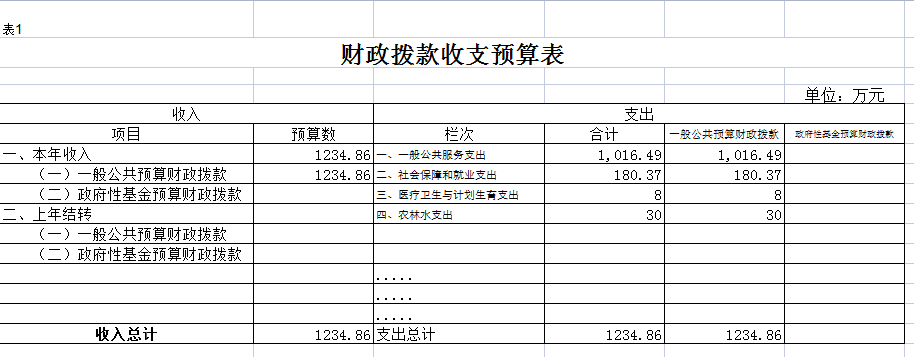 表1
财政拨款收支预算表
单位：万元
收入 支出
项目 预算数 栏次 合计 一般公共预算财政拨款 政府性基金预算财政拨款
一、本年收入 1234.86 一、一般公共服务支出 1,016.49 1,016.49
（一）一般公共预算财政拨款 1234.86 二、社会保障和就业支出 180.37 180.37
（二）政府性基金预算财政拨款 三、医疗卫生与计划生育支出 8 8
二、上年结转 四、农林水支出 30 30
（一）一般公共预算财政拨款
（二）政府性基金预算财政拨款
.....
.....
.....
收入总计 1234.86 支出总计 1234.86 1234.86